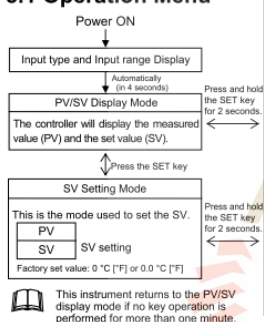 Operation Menu
Power ON
Input type and Input range Display
Automatically
(in 4 seconds)
PV/SV Display Mode
The controller will display the measured
value (PV) and the set value (SV).
Press and hold
the SET key
for 2 seconds.
Press the SET key
SV Setting Mode
This is the mode used to set the SV.
PV
SV
SV setting
Factory set value: 0 °C [°F] or 0.0 °C [°F]
Press and hold
the SET key
for 2 seconds.
This instrument returns to the PV/SV
display mode if no key operation is
performed for more than one minute.